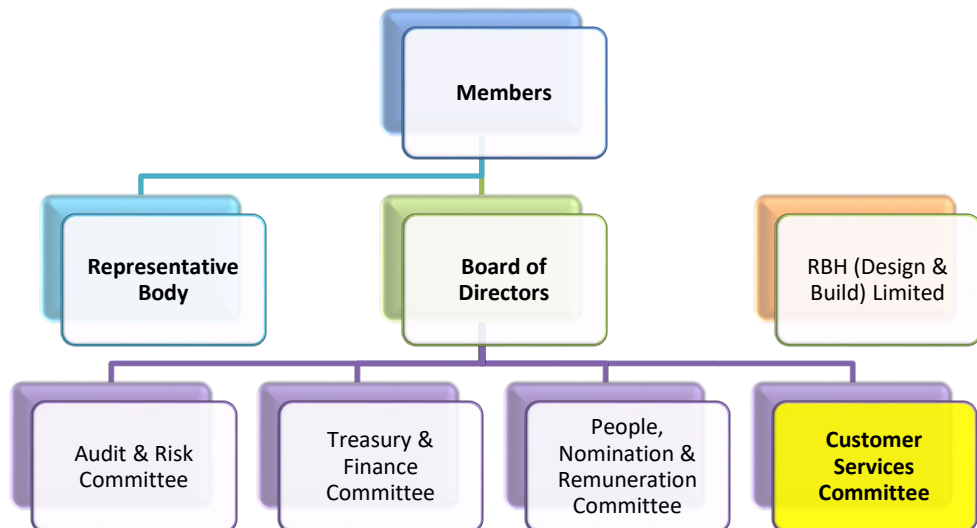 Members
Representative
Body
Board of
Directors
RBH (Design &
Build) Limited
Audit & Risk
Committee
Treasury &
Finance
Committee
People,
Nomination &
Remuneration
Committee
Customer
Services
Committee